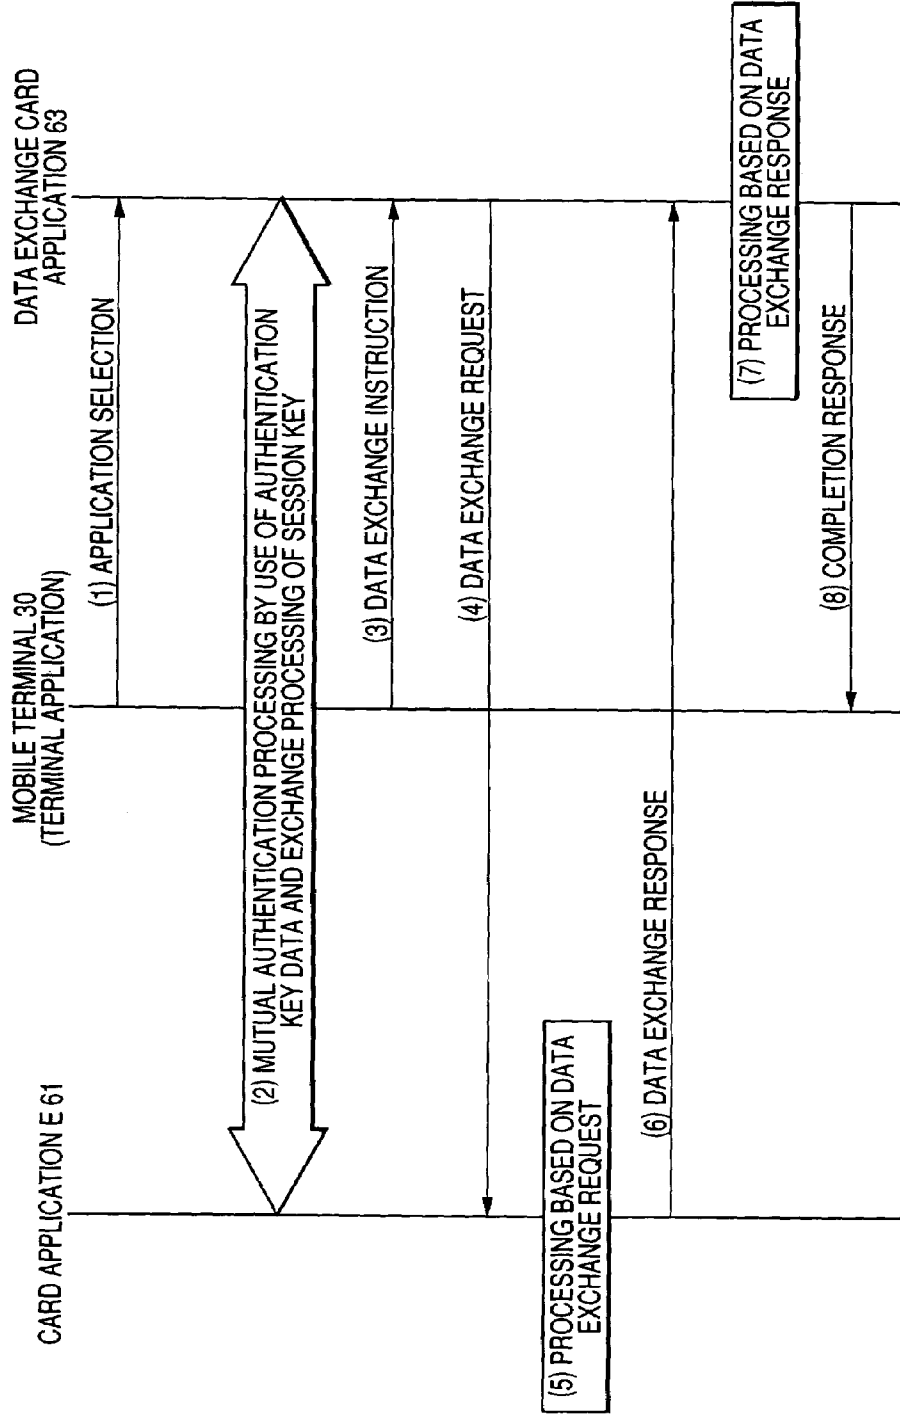 CARD APPLICATION E 61
MOBILE TERMINAL 30
(TERMINAL APPLICATION)
DATA EXCHANGE CARD
APPLICATION 63
(1) APPLICATION SELECTION
(2) MUTUAL AUTHENTICATION PROCESSING BY USE OF AUTHENTICATION
KEY DATA AND EXCHANGE PROCESSING OF SESSION KEY
(3) DATA EXCHANGE INSTRUCTION
(4) DATA EXCHANGE REQUEST
(5) PROCESSING BASED ON DATA
EXCHANGE REQUEST
(6) DATA EXCHANGE RESPONSE
(7) PROCESSING BASED ON DATA
EXCHANGE RESPONSE
(8) COMPLETION RESPONSE